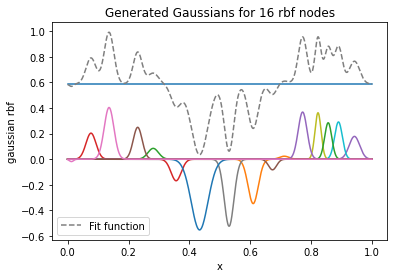 Generated Gaussians for 16 rbf nodes
gaussian rbf
1.0
0.8
0.6
0.4
0.2
0.0
−0.2
−0.4
−0.6
Fit function
0.0 0.2 0.4 0.6 0.8 1.0
x